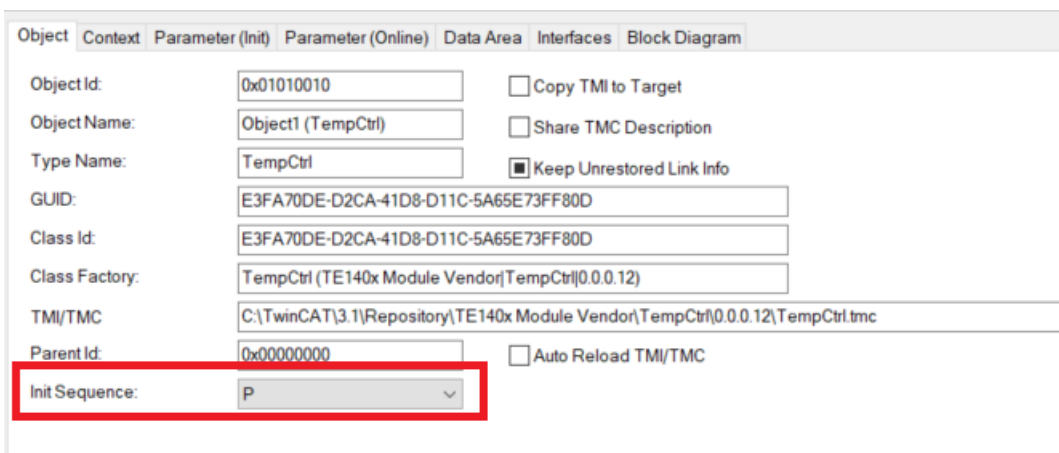 Object Context Parameter (Init) Parameter (Online) Data Area Interfaces Block Diagram
Object Id: 0x01010010 Copy TMI to Target
Object Name: Object1 (TempCtrl) Share TMC Description
Type Name: TempCtrl Keep Unrestored Link Info
GUID: E3FA70DE-D2CA-41D8-D11C-5A65E73FF80D
Class Id: E3FA70DE-D2CA-41D8-D11C-5A65E73FF80D
Class Factory: TempCtrl (TE140x Module Vendor|TempCtrl|0.0.0.12)
TMI/TMC C:\TwinCAT\3.1\Repository\TE140x Module Vendor\TempCtrl\0.0.0.12\TempCtrl.tmc
Parent Id: 0x00000000 Auto Reload TMI/TMC
Init Sequence: P